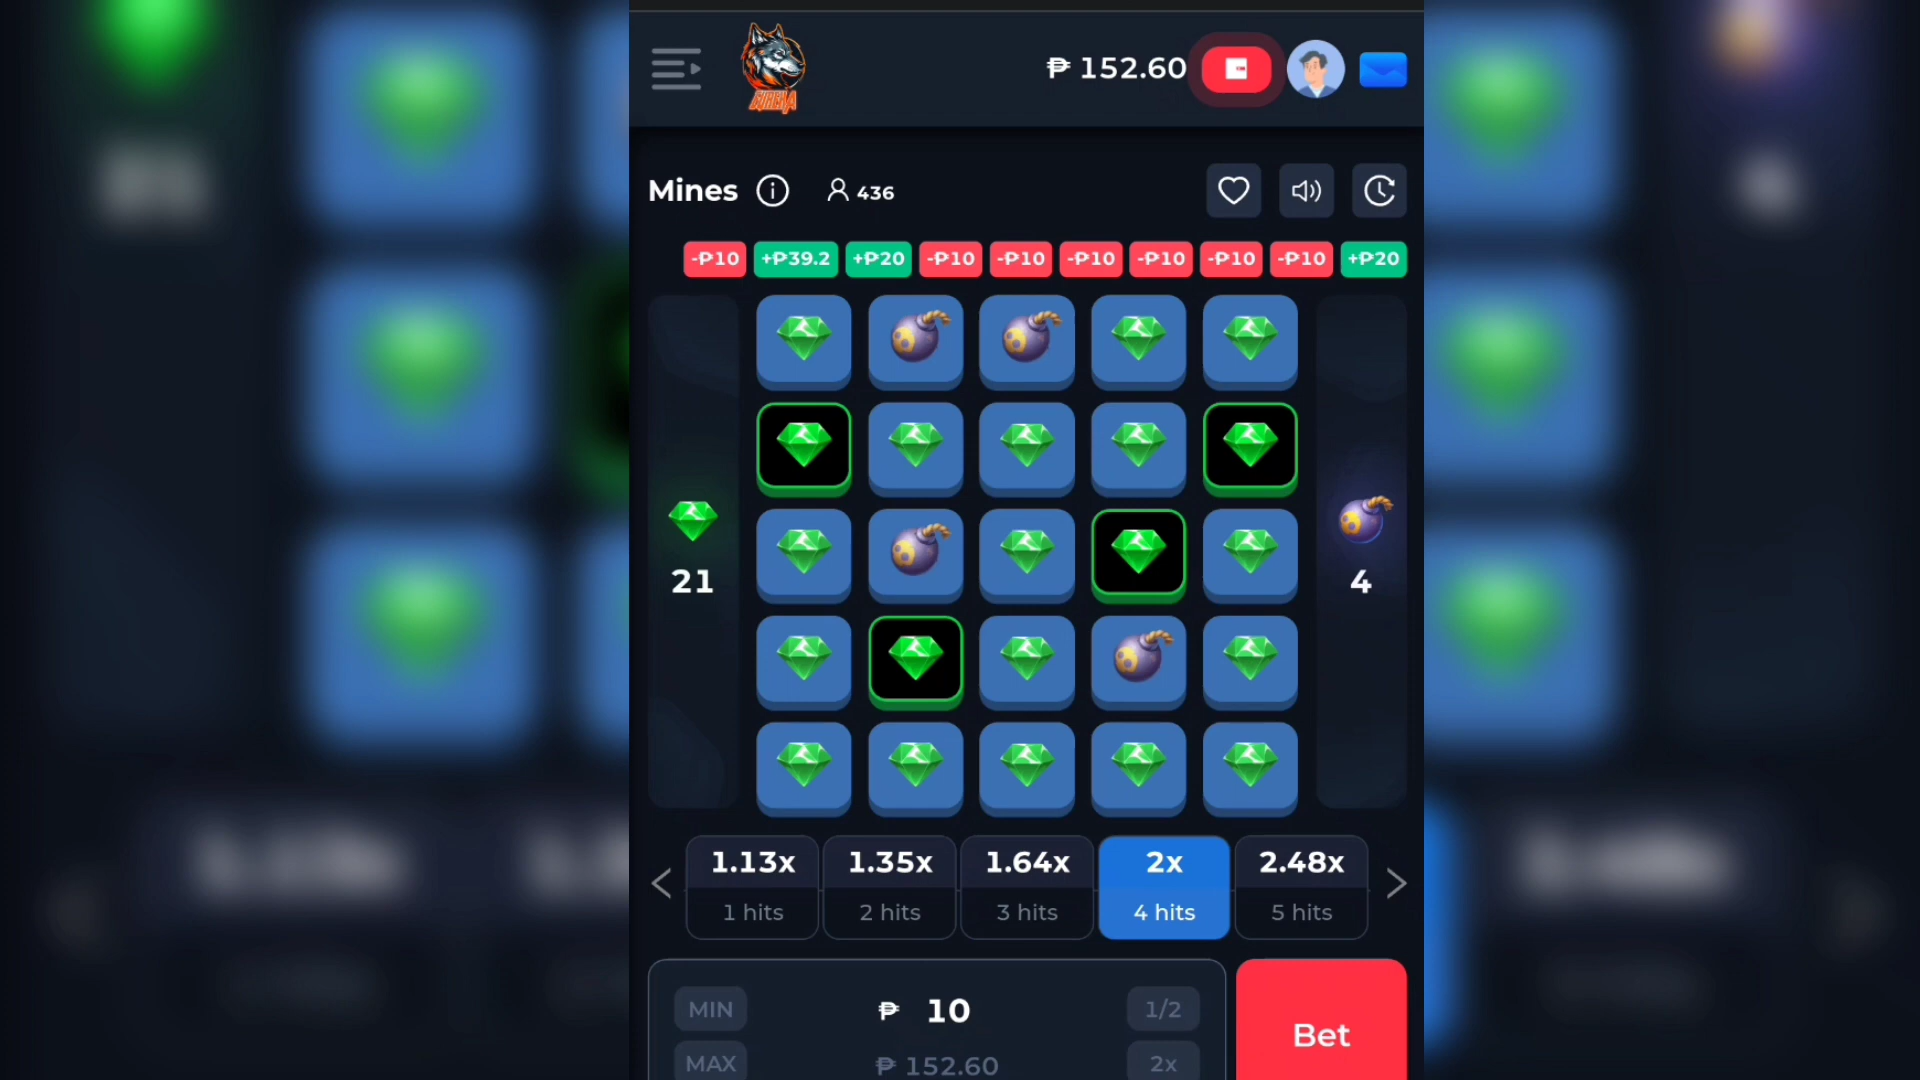 ₱ 152.60
EUREKA
Mines 436
-₱10 +₱39.2 +₱20 -₱10 -₱10 -₱10 -₱10 -₱10 -₱10 +₱20
21
4
1.13x 1.35x 1.64x 2x 2.48x
1 hits 2 hits 3 hits 4 hits 5 hits
MIN ₱ 10 1/2
Bet
MAX ₱ 152.60 2x